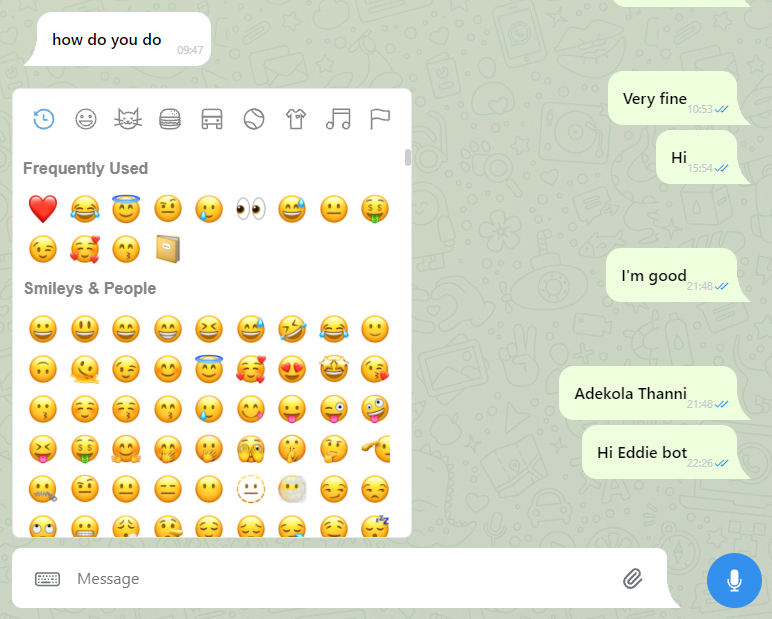 how do you do
09:47
Very fine
10:53
Hi
15:54
Frequently Used
I'm good
21:48
Smileys & People
Adekola Thanni
21:48
Hi Eddie bot
22:26
Message